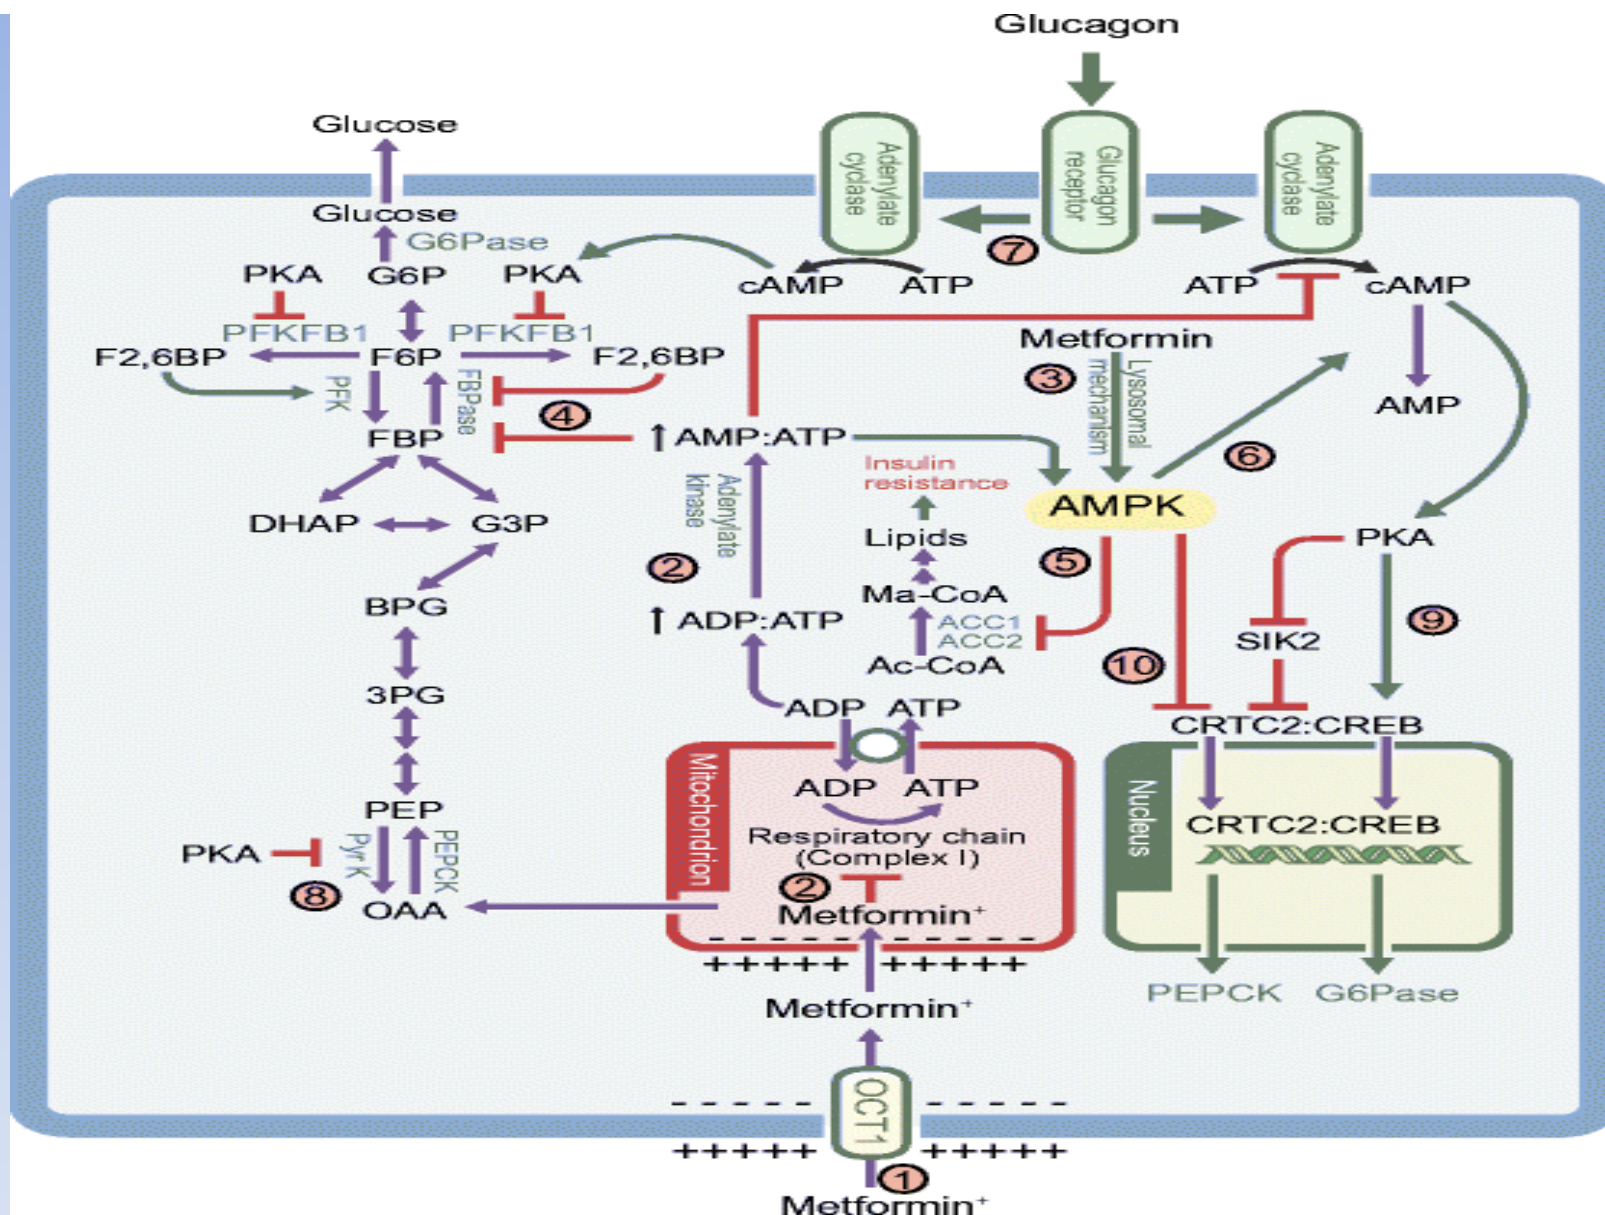 Glucagon
Glucose
Adenylate
cyclase
Glucagon
receptor
Adenylate
cyclase
Glucose
G6Pase
7
PKA
G6P
PKA
cAMP
ATP
ATP
cAMP
PFKFB1
PFKFB1
Metformin
F2,6BP
F6P
F2,6BP
Lysosomal
mechanism
3
PFK
FBPase
4
AMP
FBP
AMP:ATP
6
Insulin
resistance
Adenylate
kinase
AMPK
DHAP
G3P
Lipids
PKA
2
5
Ma-CoA
BPG
ADP:ATP
ACC1
ACC2
9
SIK2
Ac-CoA
10
3PG
ADP
ATP
CRTC2:CREB
Mitochondrion
ADP
ATP
Nucleus
PEP
CRTC2:CREB
Respiratory chain
(Complex I)
PKA
Pyr K
PEPCK
8
2
OAA
Metformin+
- - - - - - - - - -
+++++ +++++
PEPCK
G6Pase
Metformin+
OCT1
- - - - - - - - - -
+++++ +++++
1
Metformin+